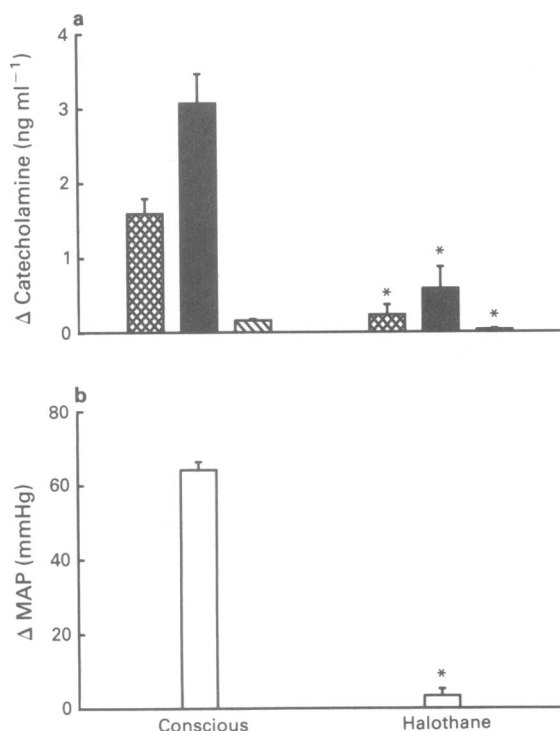 a
4
3
2
1
0
Δ Catecholamine (ng ml⁻¹)
*
*
*
b
80
60
40
20
0
Δ MAP (mmHg)
*
Conscious Halothane